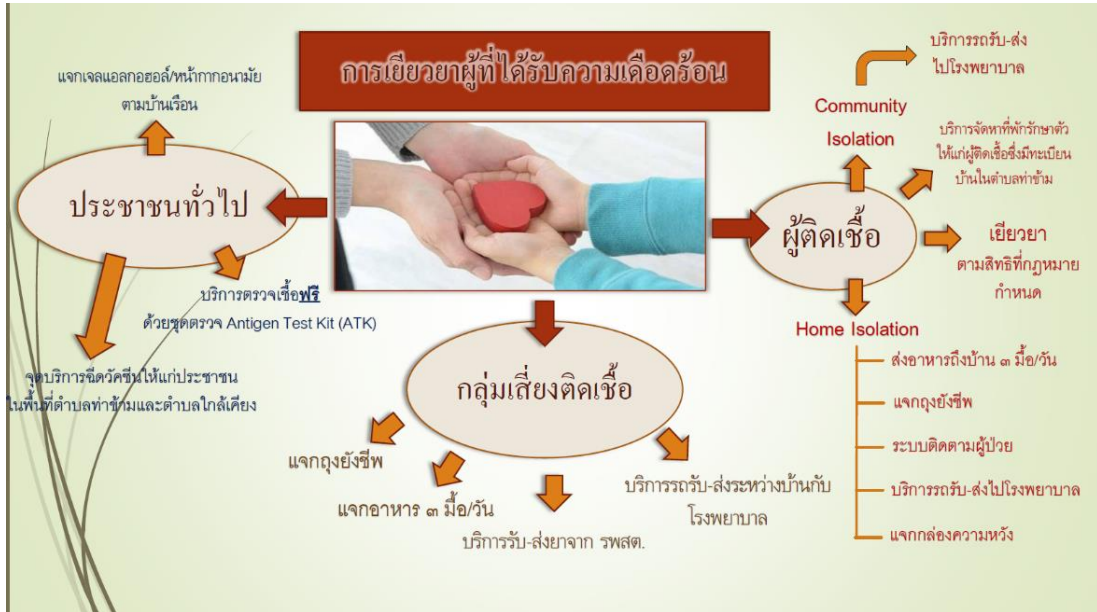 การเยียวยาผู้ที่ได้รับความเดือดร้อน
แจกเจลแอลกอฮอล์/หน้ากากอนามัย
ตามบ้านเรือน
ประชาชนทั่วไป
บริการตรวจเชื้อฟรี
ด้วยชุดตรวจ Antigen Test Kit (ATK)
จุดบริการฉีดวัคซีนให้แก่ประชาชน
ในพื้นที่ตำบลท่าข้ามและตำบลใกล้เคียง
กลุ่มเสี่ยงติดเชื้อ
แจกถุงยังชีพ
แจกอาหาร ๓ มื้อ/วัน
บริการรับ-ส่งยาจาก รพสต.
บริการรถรับ-ส่งระหว่างบ้านกับ
โรงพยาบาล
ผู้ติดเชื้อ
Community
Isolation
บริการรถรับ-ส่ง
ไปโรงพยาบาล
บริการจัดหาที่พักรักษาตัว
ให้แก่ผู้ติดเชื้อซึ่งมีทะเบียน
บ้านในตำบลท่าข้าม
เยียวยา
ตามสิทธิที่กฎหมาย
กำหนด
Home Isolation
ส่งอาหารถึงบ้าน ๓ มื้อ/วัน
แจกถุงยังชีพ
ระบบติดตามผู้ป่วย
บริการรถรับ-ส่งไปโรงพยาบาล
แจกกล่องความหวัง